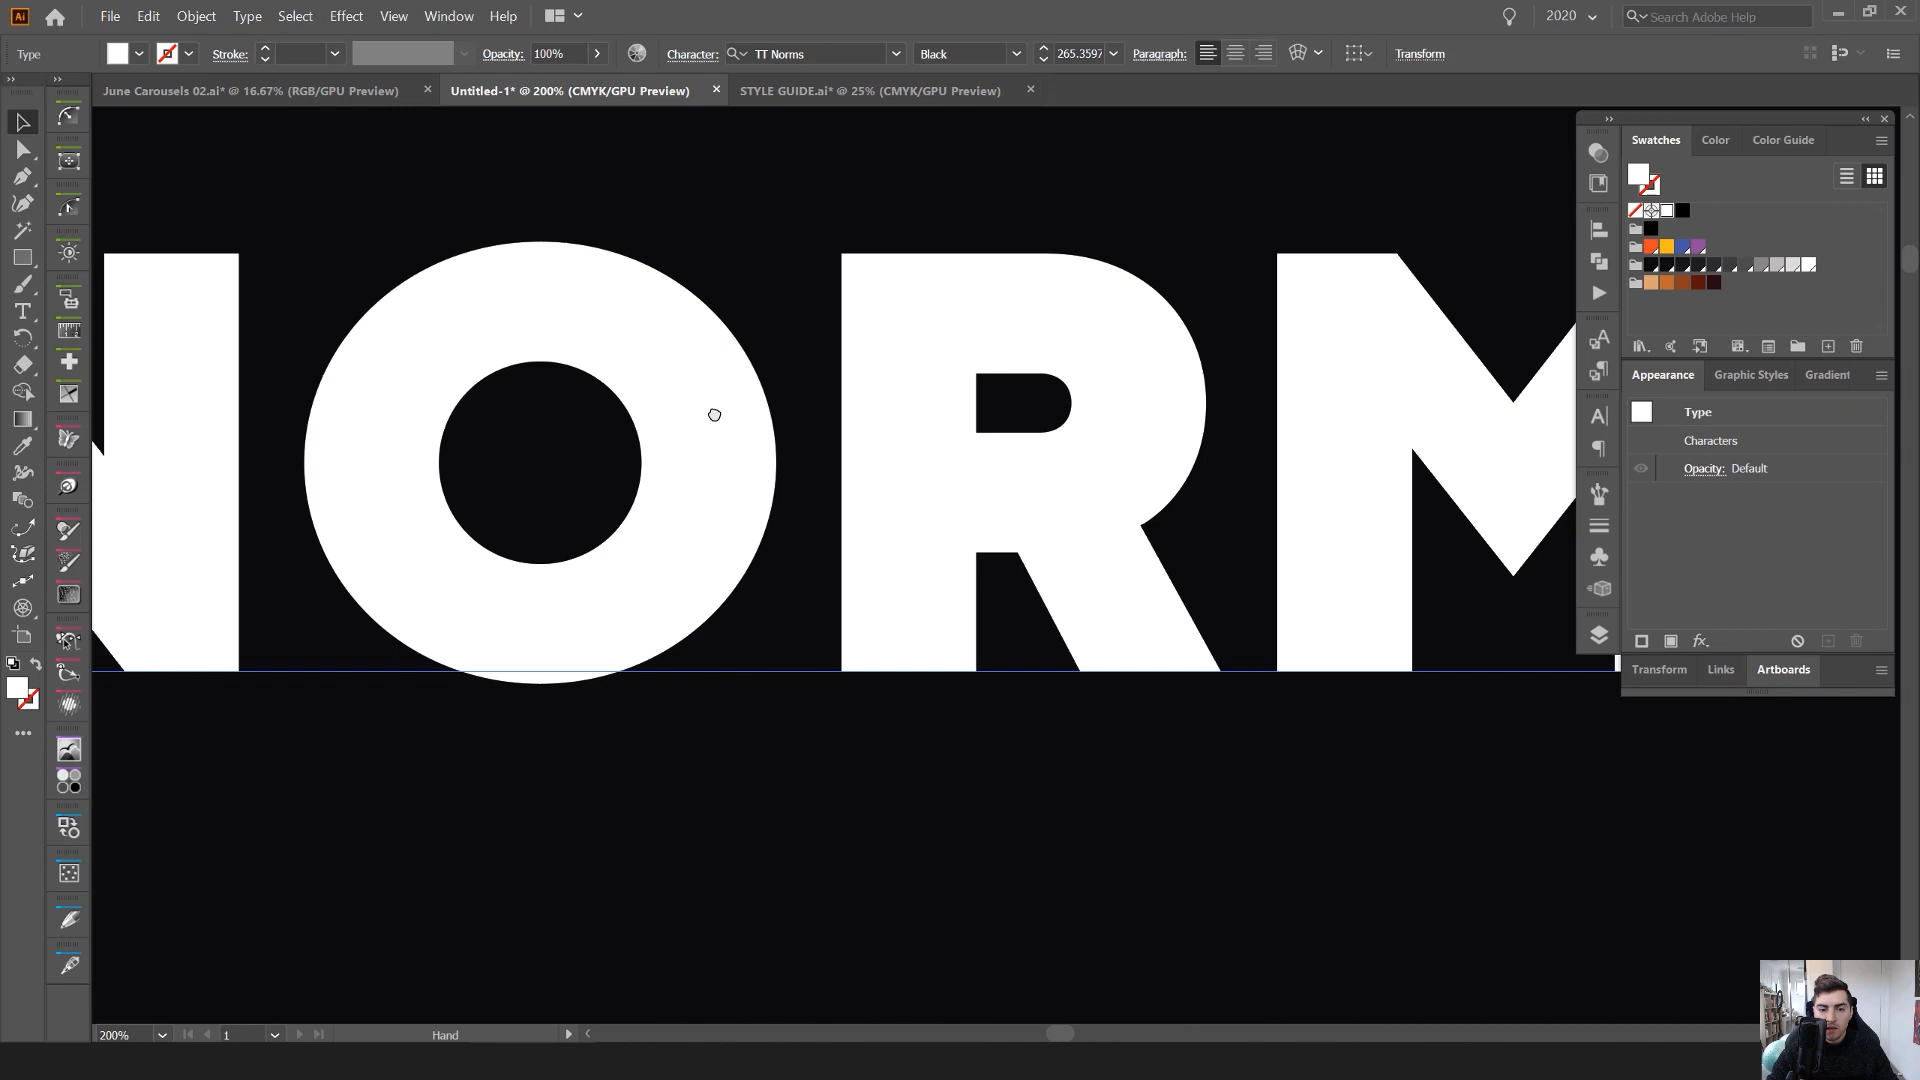 Ai File Edit Object Type Select Effect View Window Help 2020 Search Adobe Help
Type Stroke: Opacity: 100% Character: TT Norms Black 265.3597 Paragraph: Transform
June Carousels 02.ai* @ 16.67% (RGB/GPU Preview) Untitled-1* @ 200% (CMYK/GPU Preview) STYLE GUIDE.ai* @ 25% (CMYK/GPU Preview)
Swatches Color Color Guide
NORM
Appearance Graphic Styles Gradient
Type
Characters
Opacity: Default
fx
Transform Links Artboards
200% 1 Hand